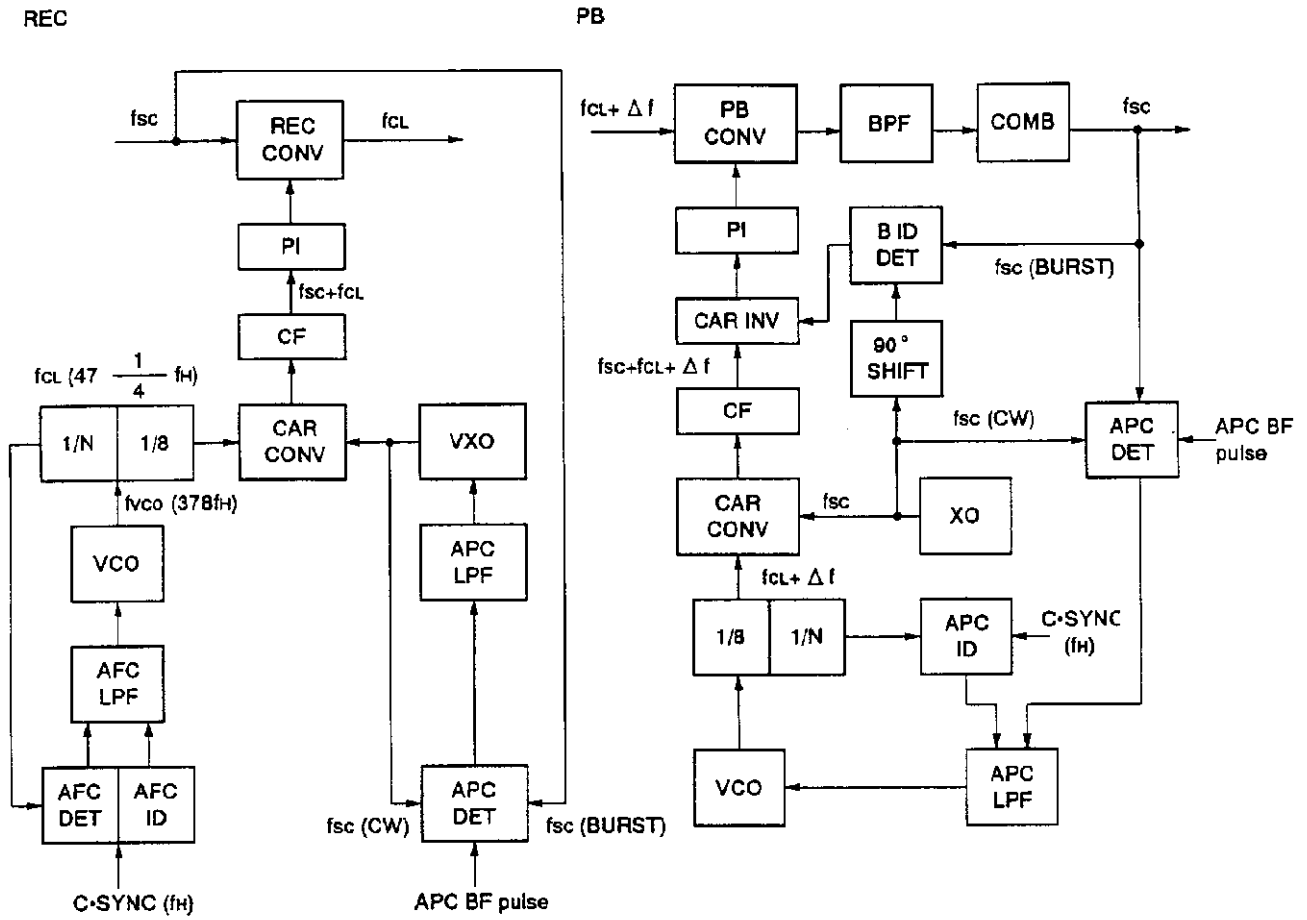 REC
fsc
REC
CONV
fCL
PI
fsc+fCL
CF
fCL (47 1/4 fH)
1/N
1/8
CAR
CONV
VXO
fvco (378fH)
VCO
APC
LPF
AFC
LPF
AFC
DET
AFC
ID
APC
DET
fsc (CW)
fsc (BURST)
C•SYNC (fH)
APC BF pulse
PB
fCL+ Δf
PB
CONV
BPF
COMB
fsc
PI
B ID
DET
fsc (BURST)
CAR INV
90°
SHIFT
fsc+fCL+ Δf
CF
fsc (CW)
APC
DET
APC BF
pulse
CAR
CONV
fsc
XO
fCL+ Δf
1/8
1/N
APC
ID
C•SYNC
(fH)
VCO
APC
LPF